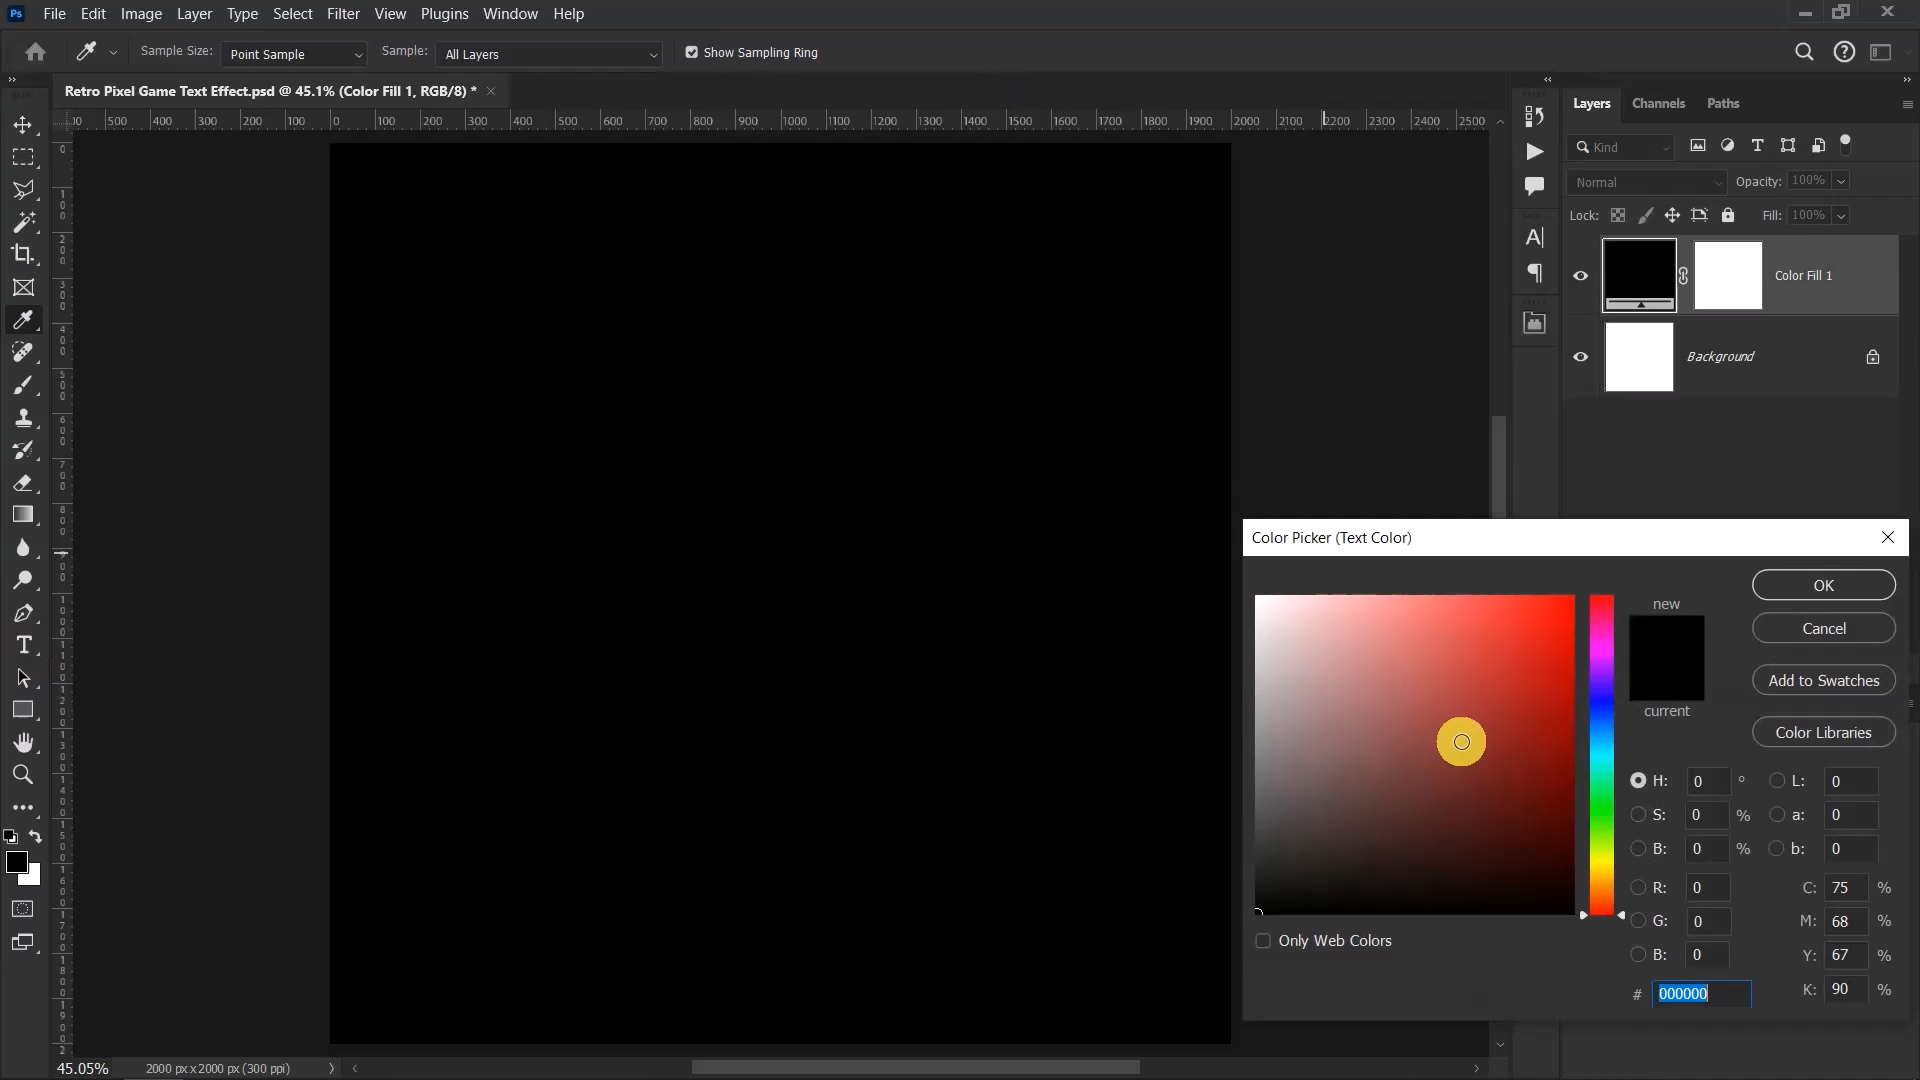 Ps File Edit Image Layer Type Select Filter View Plugins Window Help
Sample Size: Point Sample Sample: All Layers Show Sampling Ring
Retro Pixel Game Text Effect.psd @ 45.1% (Color Fill 1, RGB/8) *
500 400 300 200 100 0 100 200 300 400 500 600 700 800 900 1000 1100 1200 1300 1400 1500 1600 1700 1800 1900 2000 2100 2200 2300 2400 2500
Layers Channels Paths
Kind
Normal Opacity: 100%
Lock: Fill: 100%
Color Fill 1
Background
Color Picker (Text Color)
new
current
OK
Cancel
Add to Swatches
Color Libraries
H: 0 ° L: 0
S: 0 % a: 0
B: 0 % b: 0
R: 0 C: 75 %
G: 0 M: 68 %
B: 0 Y: 67 %
# 000000 K: 90 %
Only Web Colors
45.05% 2000 px x 2000 px (300 ppi)